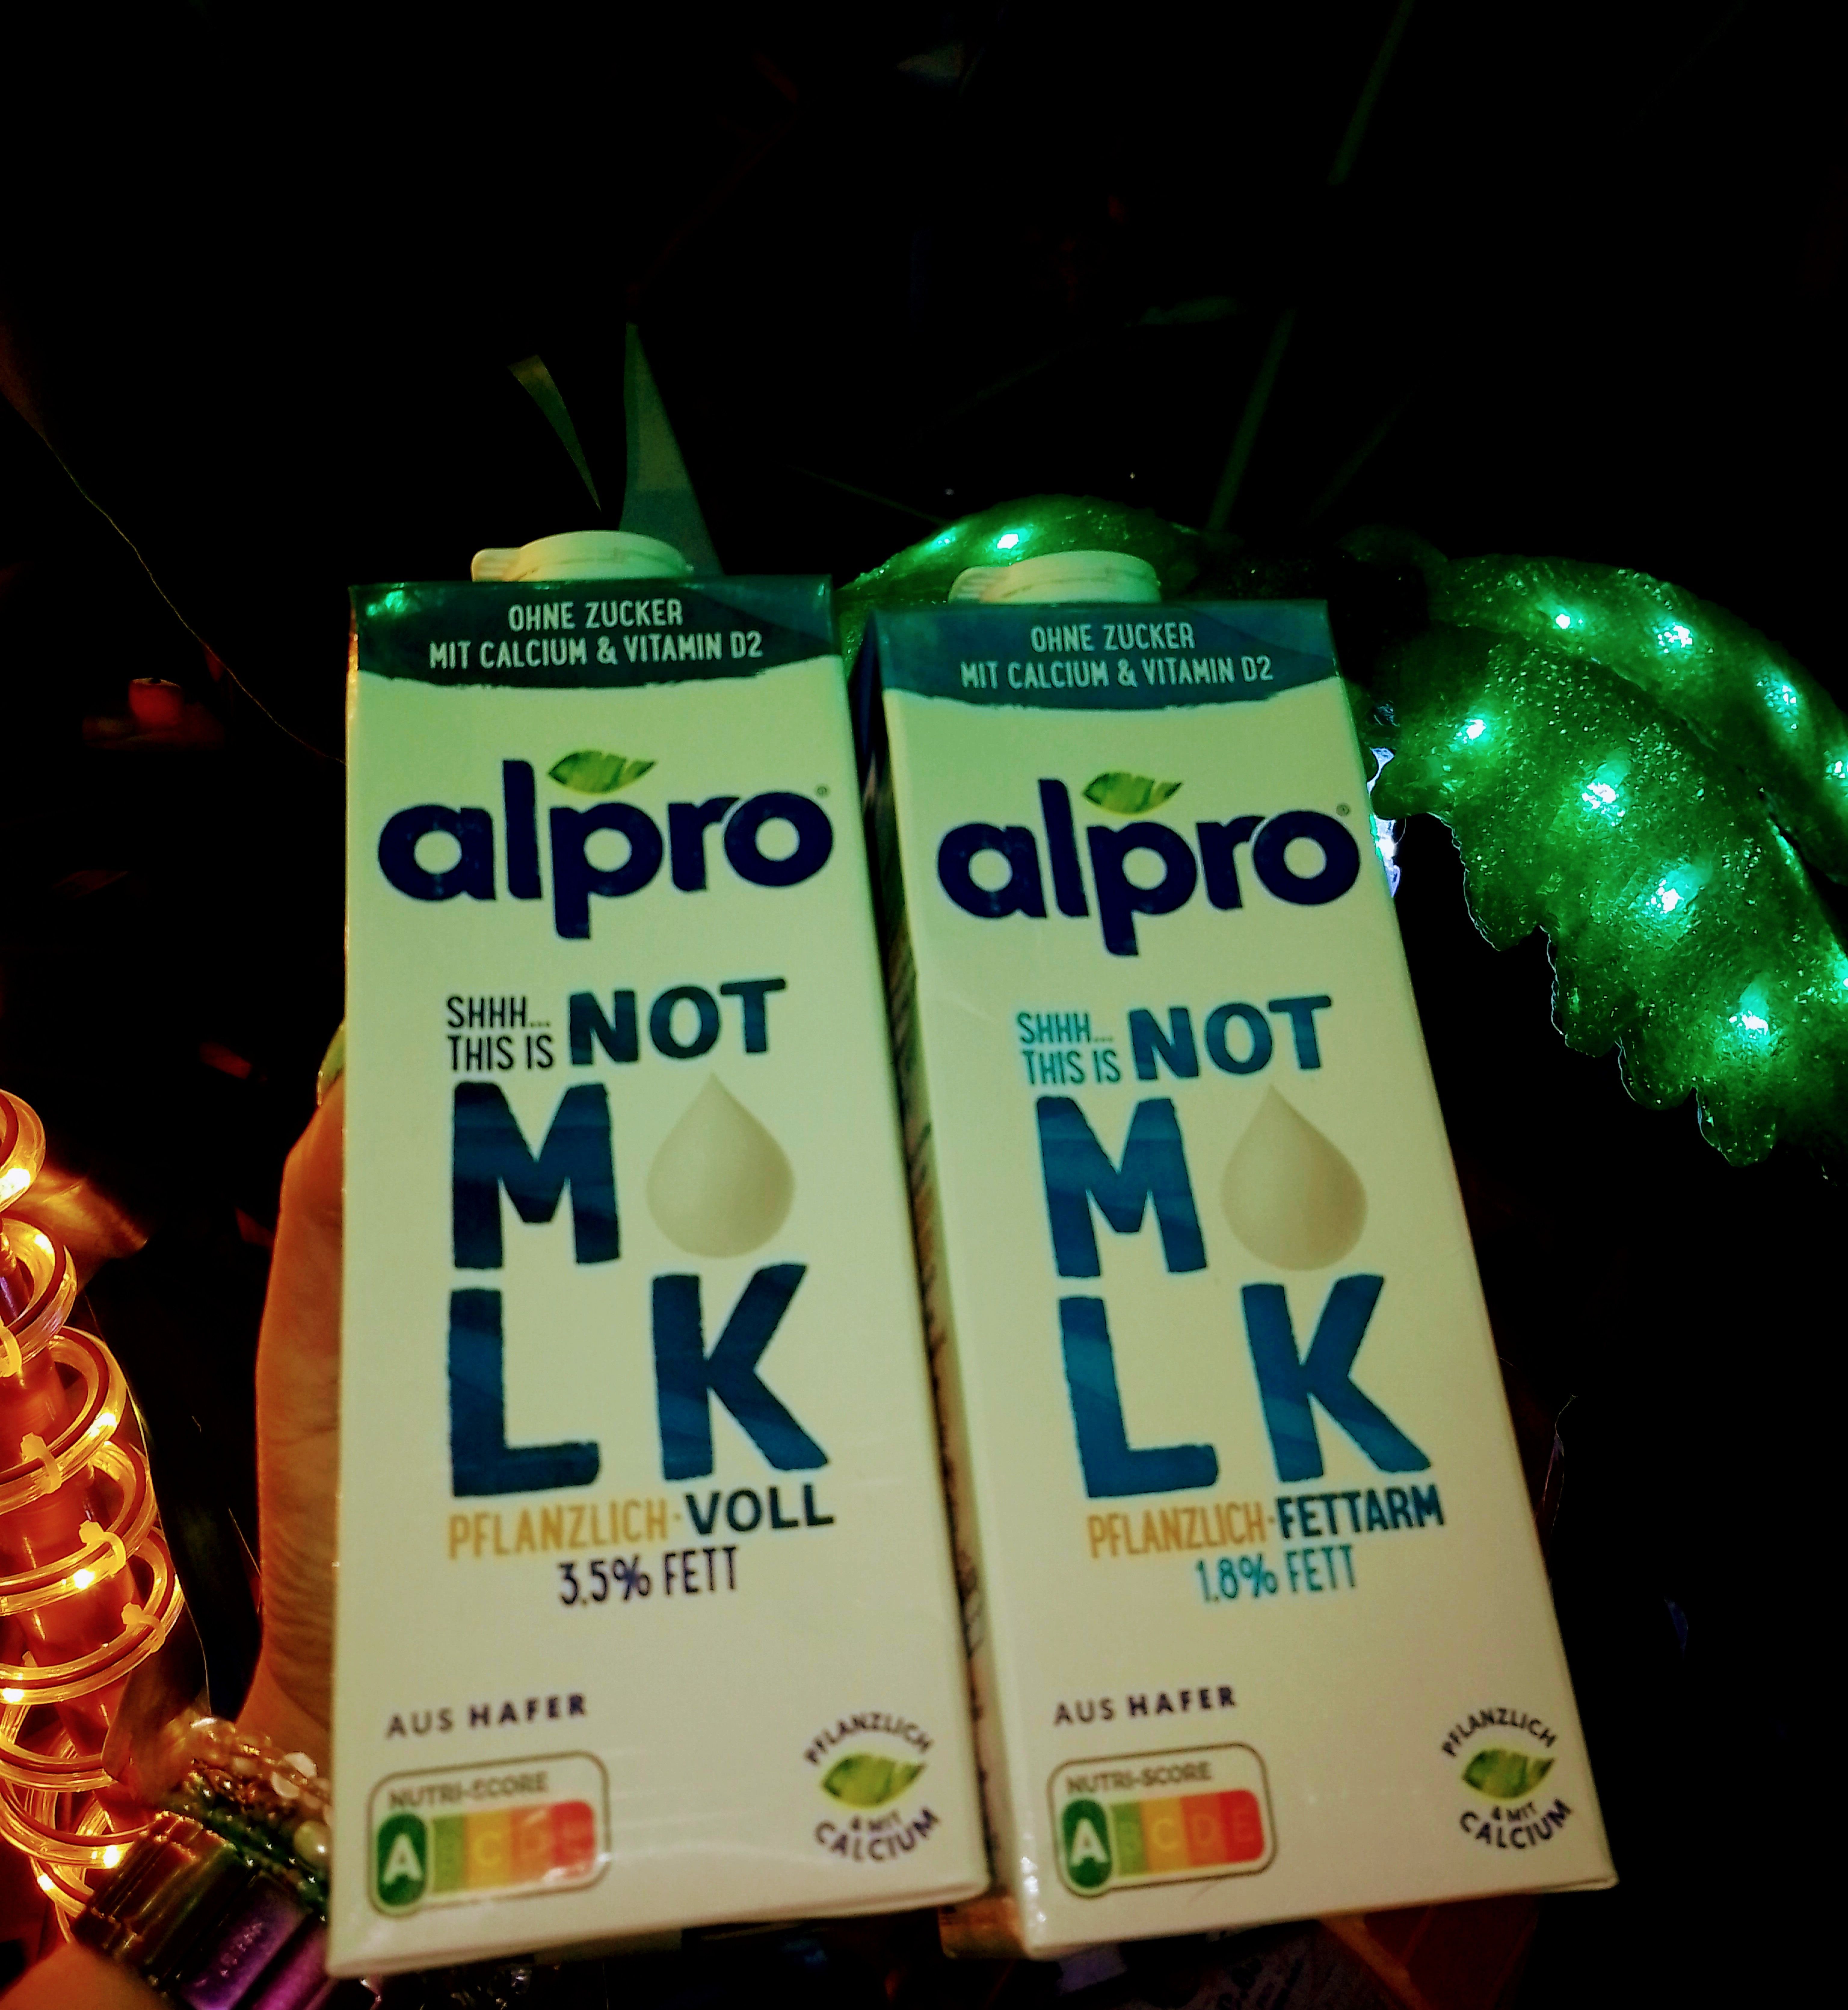 OHNE ZUCKER
MIT CALCIUM & VITAMIN D2
alpro®
SHHH...
THIS IS NOT
M
LK
PFLANZLICH·VOLL
3,5% FETT
AUS HAFER
NUTRI-SCORE
A B C D E
PFLANZLICH
& MIT
CALCIUM
OHNE ZUCKER
MIT CALCIUM & VITAMIN D2
alpro®
SHHH...
THIS IS NOT
M
LK
PFLANZLICH·FETTARM
1,8% FETT
AUS HAFER
NUTRI-SCORE
A B C D E
PFLANZLICH
& MIT
CALCIUM